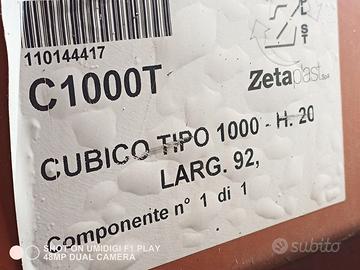 110144417
C1000T
Zetaplast SpA
CUBICO TIPO 1000 - H. 20
LARG. 92,
Componente n° 1 di 1
SHOT ON UMIDIGI F1 PLAY
48MP DUAL CAMERA
subito